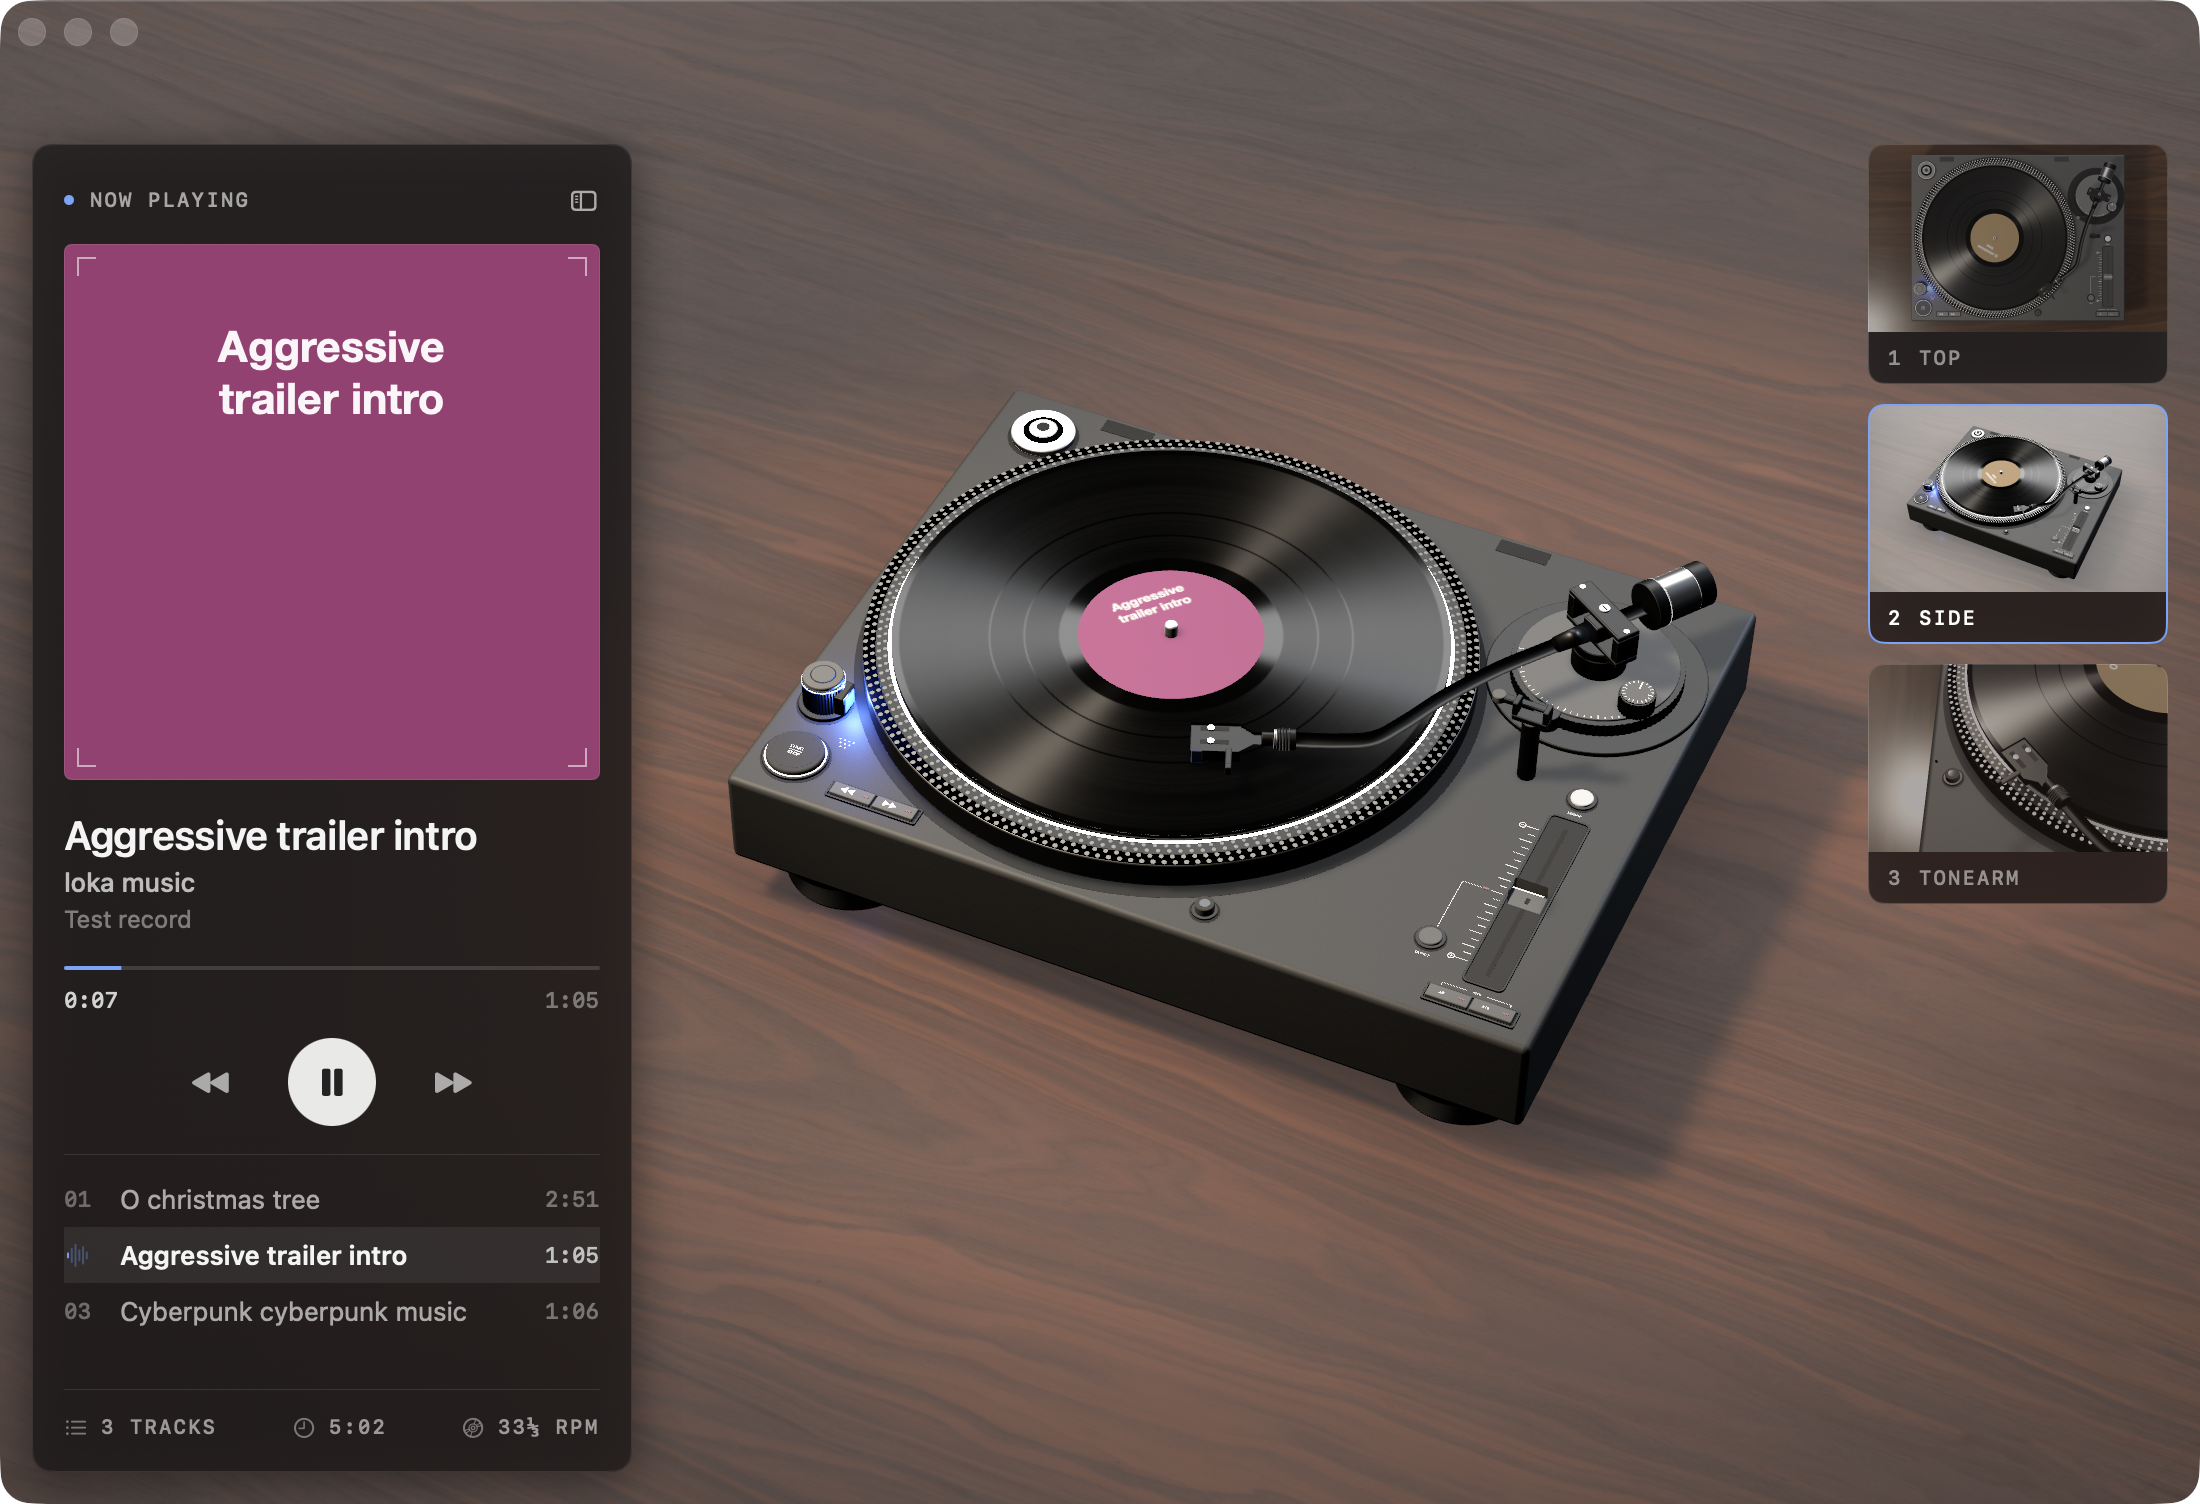 NOW PLAYING
Aggressive
trailer intro
Aggressive trailer intro
loka music
Test record
0:07
1:05
01 O christmas tree 2:51
Aggressive trailer intro 1:05
03 Cyberpunk cyberpunk music 1:06
3 TRACKS
5:02
33⅓ RPM
Aggressive
trailer intro
1 TOP
2 SIDE
3 TONEARM